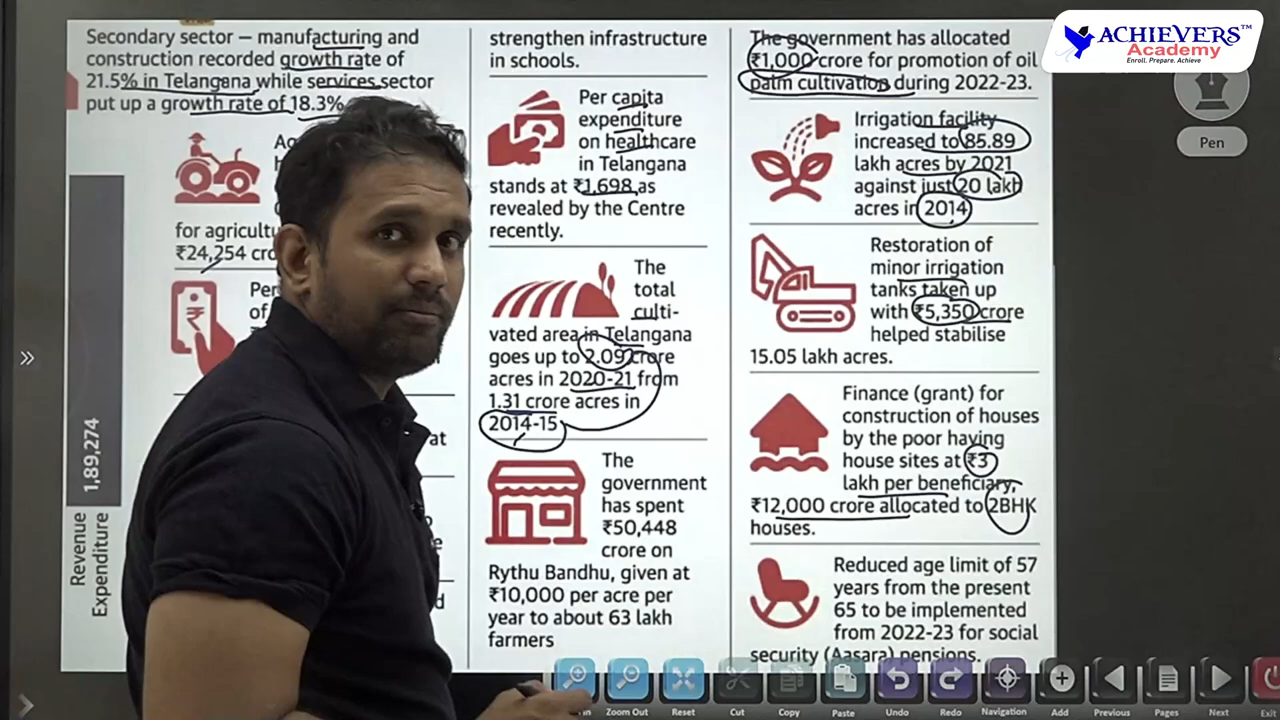 Secondary sector — manufacturing and
construction recorded growth rate of
21.5% in Telangana while services sector
put up a growth rate of 18.3%
for agricultu
₹24,254 cro
Per
of
at
1,89,274
Revenue
Expenditure
strengthen infrastructure
in schools.
Per capita
expenditure
on healthcare
in Telangana
stands at ₹1,698 as
revealed by the Centre
recently.
The
total
culti-
vated area in Telangana
goes up to 2.09 crore
acres in 2020-21 from
1.31 crore acres in
2014-15
The
government
has spent
₹50,448
crore on
Rythu Bandhu, given at
₹10,000 per acre per
year to about 63 lakh
farmers
The government has allocated
₹1,000 crore for promotion of oil
palm cultivation during 2022-23.
Irrigation facility
increased to 85.89
lakh acres by 2021
against just 20 lakh
acres in 2014
Restoration of
minor irrigation
tanks taken up
with ₹5,350 crore
helped stabilise
15.05 lakh acres.
Finance (grant) for
construction of houses
by the poor having
house sites at ₹3
lakh per beneficiary,
₹12,000 crore allocated to 2BHK
houses.
Reduced age limit of 57
years from the present
65 to be implemented
from 2022-23 for social
security (Aasara) pensions.
ACHIEVERS™
Academy
Enroll. Prepare. Achieve
Pen
Zoom Out
Reset
Cut
Copy
Paste
Undo
Redo
Navigation
Add
Previous
Pages
Next
Exit